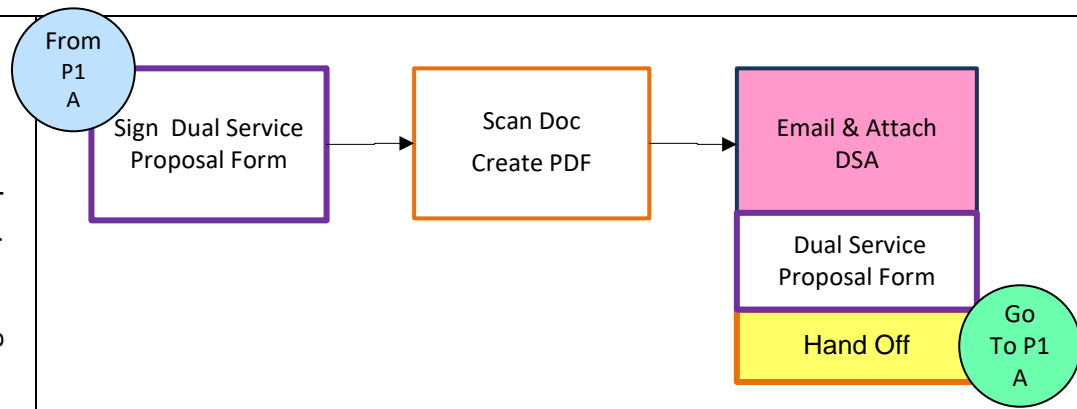 From
P1
A
Sign Dual Service
Proposal Form
Scan Doc
Create PDF
Email & Attach
DSA
Dual Service
Proposal Form
Hand Off
Go
To P1
A